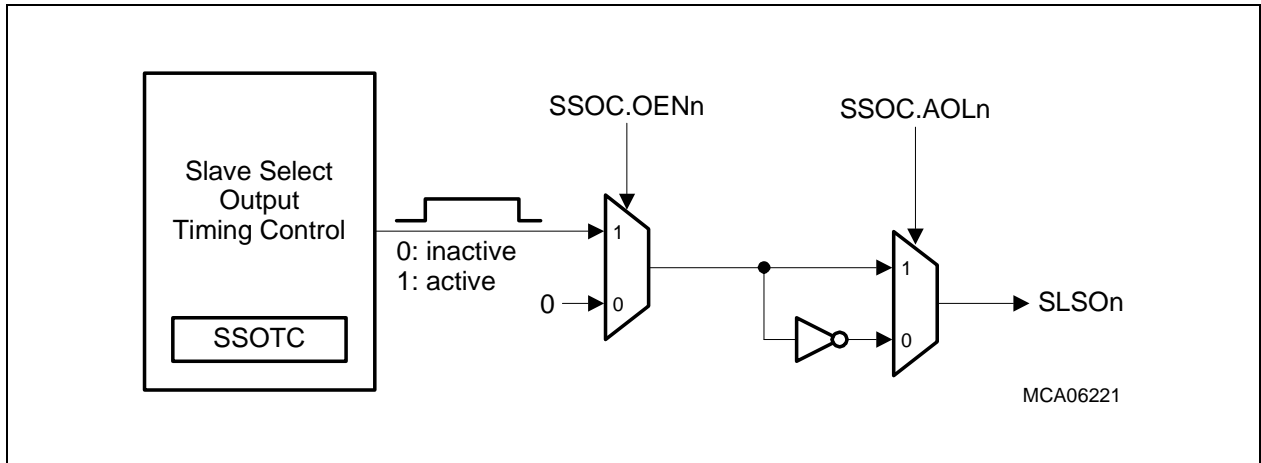 SSOC.OENn
SSOC.AOLn
Slave Select
Output
Timing Control
SSOTC
0: inactive
1: active
0
1
0
1
0
SLSOn
MCA06221